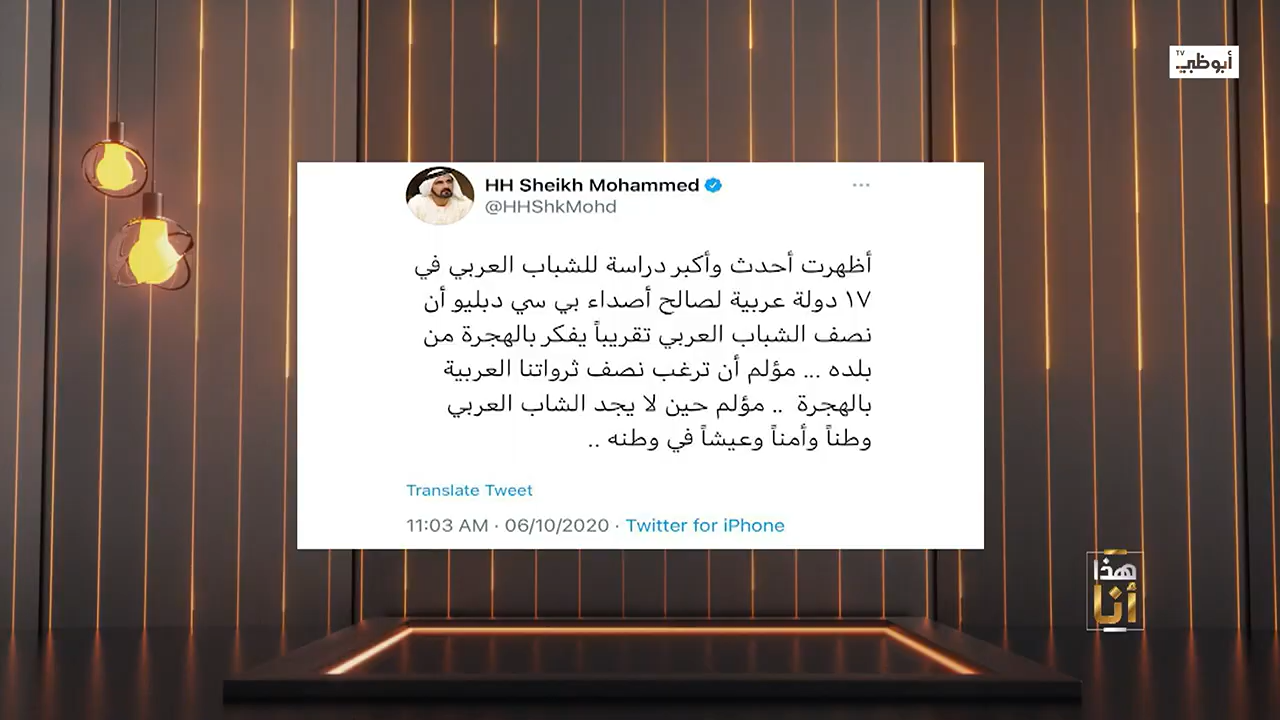 أبوظبي
TV
HH Sheikh Mohammed
@HHShkMohd
أظهرت أحدث وأكبر دراسة للشباب العربي في
١٧ دولة عربية لصالح أصداء بي سي دبليو أن
نصف الشباب العربي تقريباً يفكر بالهجرة من
بلده ... مؤلم أن ترغب نصف ثرواتنا العربية
بالهجرة .. مؤلم حين لا يجد الشاب العربي
وطناً وأمناً وعيشاً في وطنه ..
Translate Tweet
11:03 AM · 06/10/2020 · Twitter for iPhone
هذا
أنا